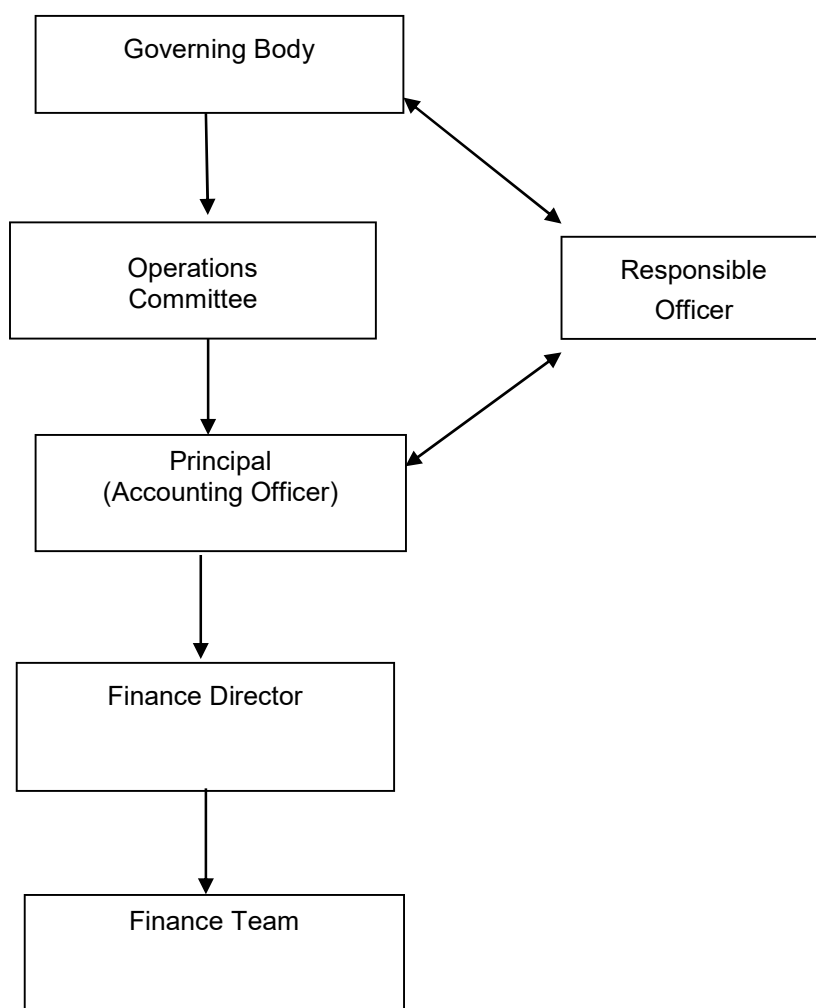 Governing Body
Operations
Committee
Responsible
Officer
Principal
(Accounting Officer)
Finance Director
Finance Team